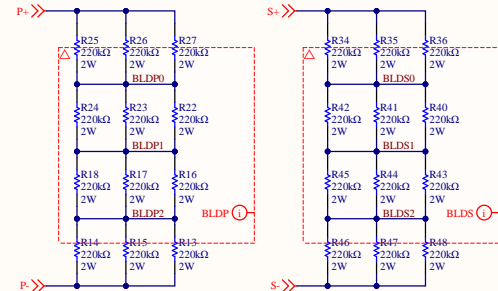 P+
R25
220kΩ
2W
R26
220kΩ
2W
R27
220kΩ
2W
BLDP0
R24
220kΩ
2W
R23
220kΩ
2W
R22
220kΩ
2W
BLDP1
R18
220kΩ
2W
R17
220kΩ
2W
R16
220kΩ
2W
BLDP2
BLDP i
R14
220kΩ
2W
R15
220kΩ
2W
R13
220kΩ
2W
P-
S+
R34
220kΩ
2W
R35
220kΩ
2W
R36
220kΩ
2W
BLDS0
R42
220kΩ
2W
R41
220kΩ
2W
R40
220kΩ
2W
BLDS1
R45
220kΩ
2W
R44
220kΩ
2W
R43
220kΩ
2W
BLDS2
BLDS i
R46
220kΩ
2W
R47
220kΩ
2W
R48
220kΩ
2W
S-